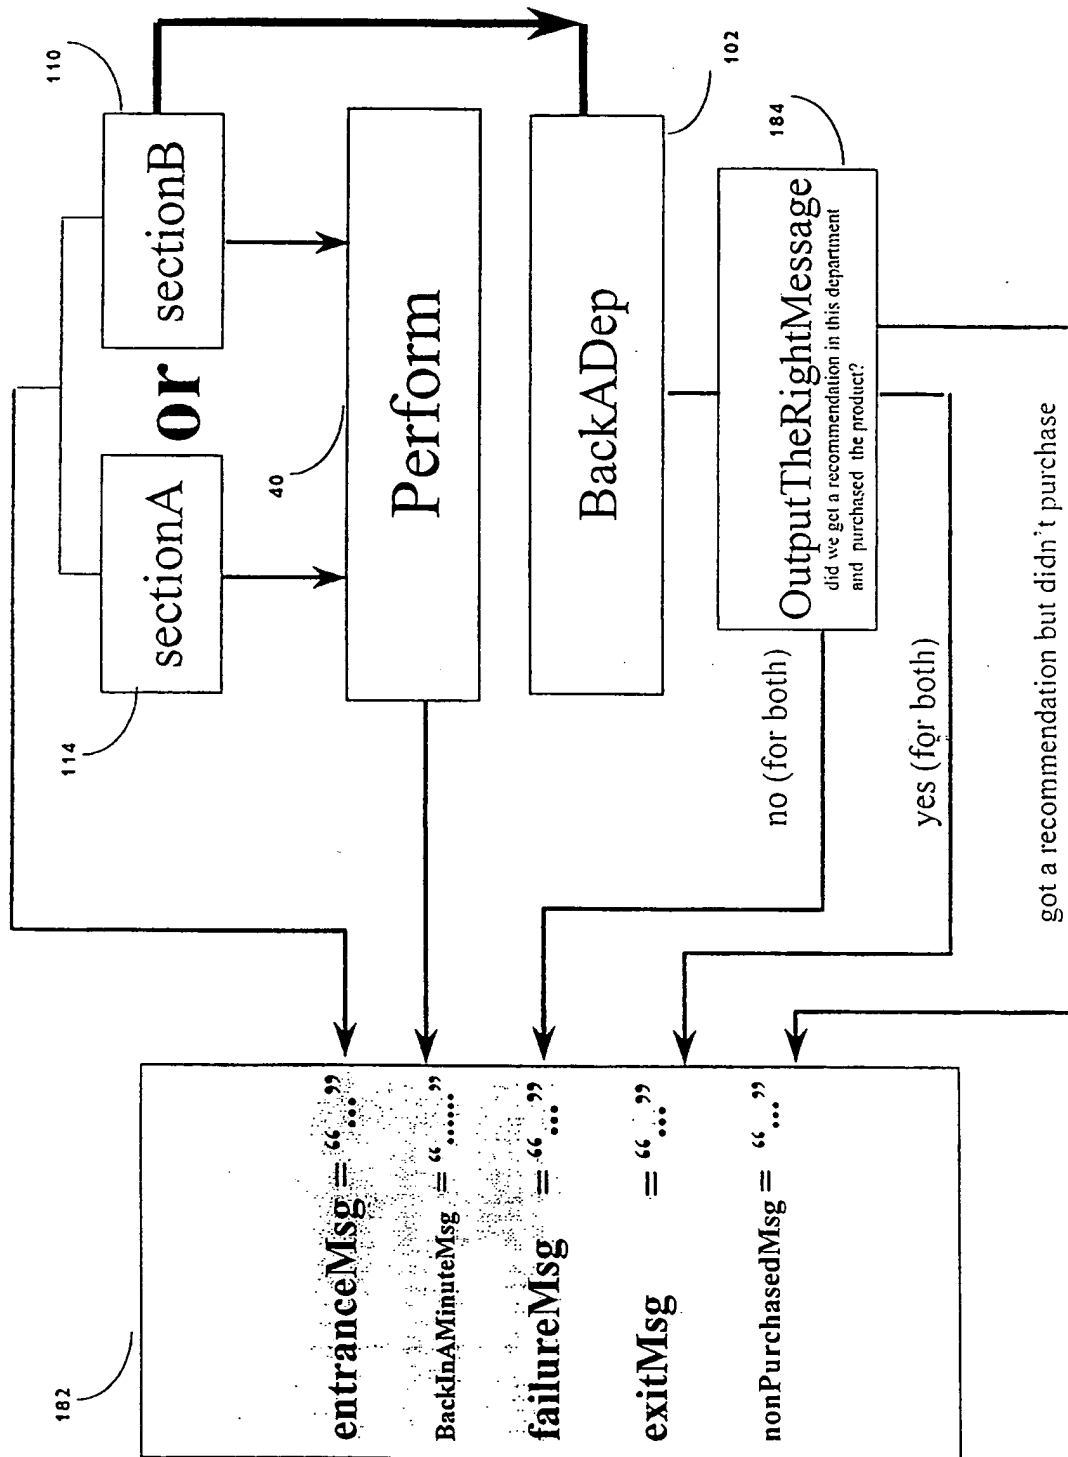 182
entranceMsg = “...”
BackInAMinuteMsg = “......”
failureMsg = “...”
exitMsg = “...”
nonPurchasedMsg = “...”
114
sectionA
or
sectionB
110
40
Perform
BackADep
102
184
OutputTheRightMessage
did we get a recommendation in this department
and purchased the product?
no (for both)
yes (for both)
got a recommendation but didn't purchase